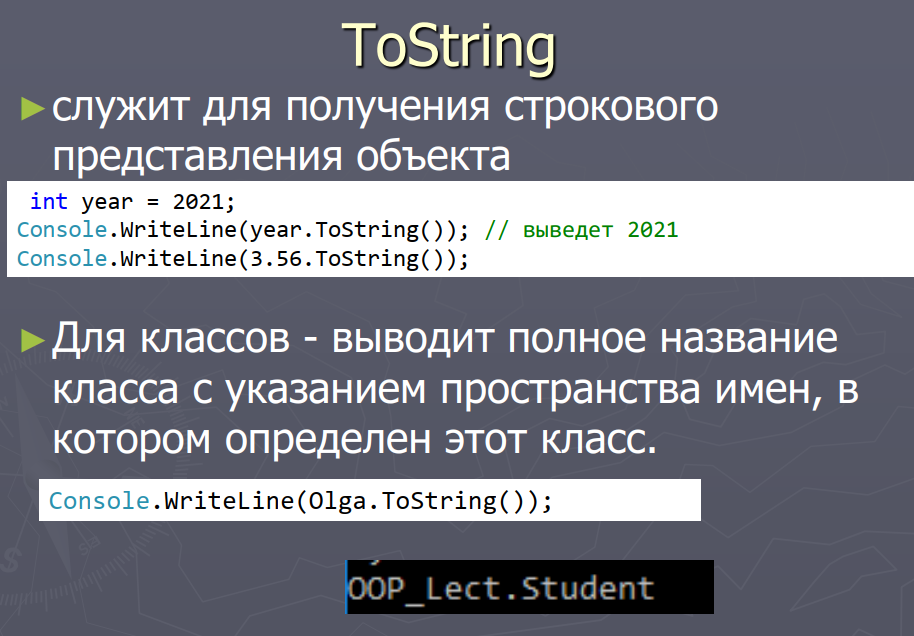 ToString
служит для получения строкового
представления объекта
int year = 2021;
Console.WriteLine(year.ToString()); // выведет 2021
Console.WriteLine(3.56.ToString());
Для классов - выводит полное название
класса с указанием пространства имен, в
котором определен этот класс.
Console.WriteLine(Olga.ToString());
OOP_Lect.Student